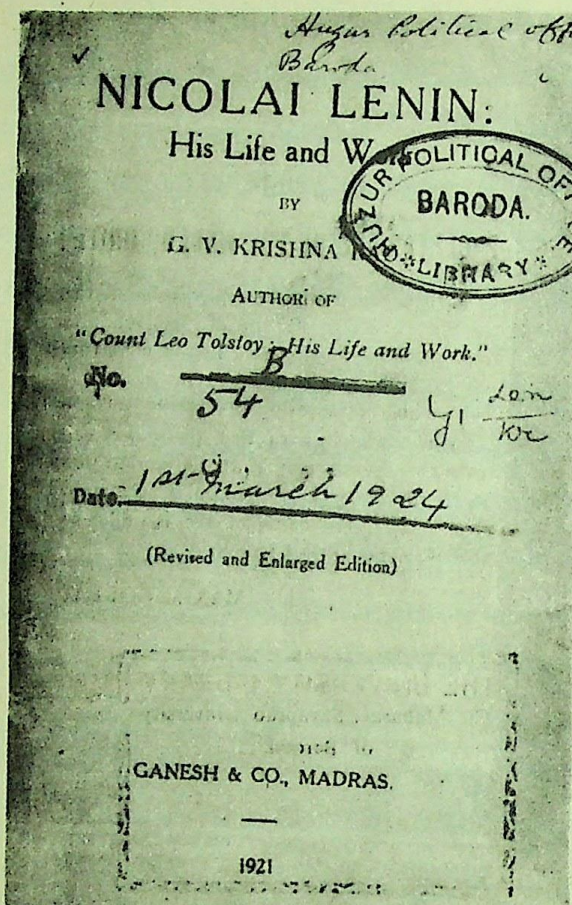 Huzur Political Off
Baroda
NICOLAI LENIN:
His Life and Work
BY
G. V. KRISHNA
HUZUR POLITICAL OFFICE
BARODA.
LIBRARY
AUTHOR OF
"Count Leo Tolstoy: His Life and Work."
No. B
54
Date. 1st March 1924
(Revised and Enlarged Edition)
GANESH & CO., MADRAS.
1921